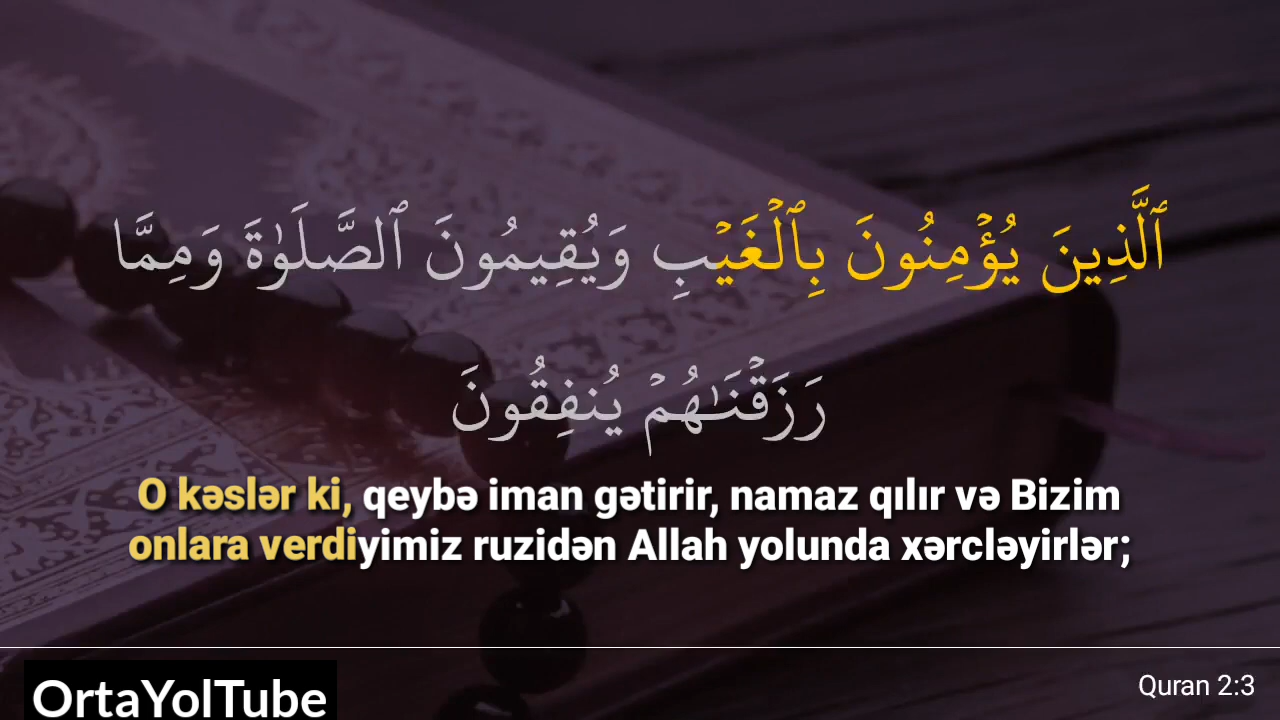 ٱلَّذِينَ يُؤْمِنُونَ بِٱلْغَيْبِ وَيُقِيمُونَ ٱلصَّلَوٰةَ وَمِمَّا
رَزَقْنَـٰهُمْ يُنفِقُونَ
O kəslər ki, qeybə iman gətirir, namaz qılır və Bizim
onlara verdiyimiz ruzidən Allah yolunda xərcləyirlər;
OrtaYolTube
Quran 2:3